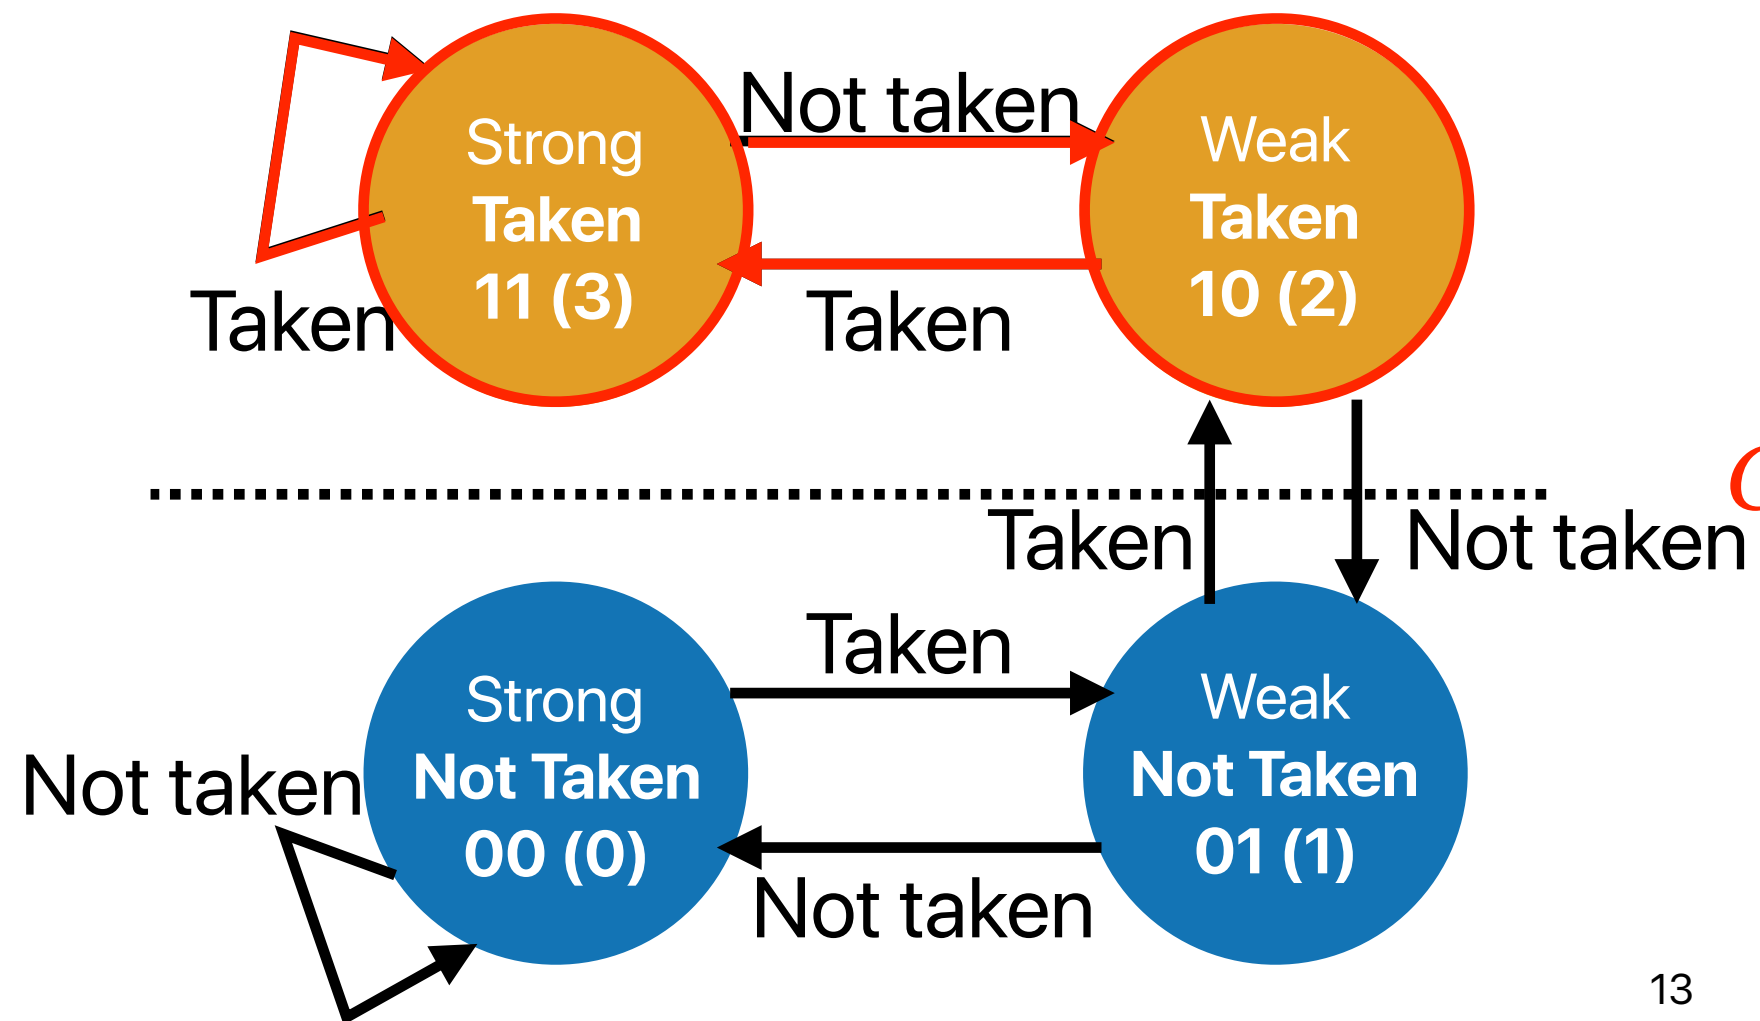 Not taken
Strong
Taken
11 (3)
Weak
Taken
10 (2)
Taken
Taken
Taken
Not taken
Taken
Strong
Not Taken
00 (0)
Weak
Not Taken
01 (1)
Not taken
Not taken
13